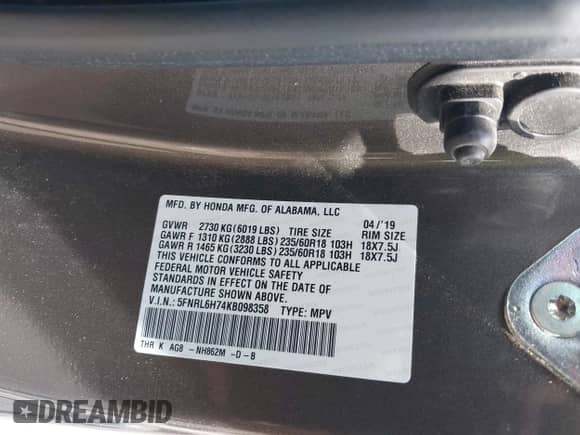 MFD. BY HONDA MFG. OF ALABAMA, LLC 04/'19
GVWR 2730 KG(6019 LBS) TIRE SIZE RIM SIZE
GAWR F 1310 KG(2888 LBS) 235/60R18 103H 18X7.5J
GAWR R 1465 KG(3230 LBS) 235/60R18 103H 18X7.5J
THIS VEHICLE CONFORMS TO ALL APPLICABLE
FEDERAL MOTOR VEHICLE SAFETY
STANDARDS IN EFFECT ON THE DATE OF
MANUFACTURE SHOWN ABOVE.
V.I.N.: 5FNRL6H74KB098358 TYPE: MPV
THR K AG8 -NH862M -D-B
DREAMBID